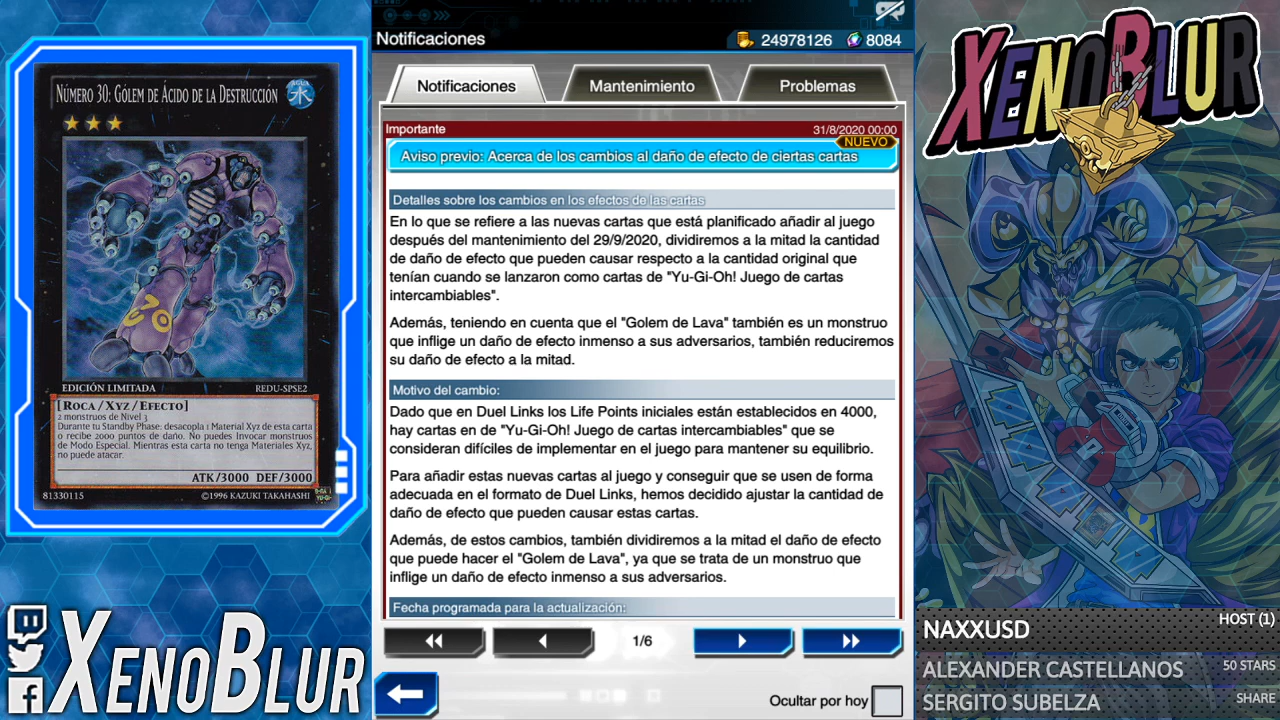 NÚMERO 30: GÓLEM DE ÁCIDO DE LA DESTRUCCIÓN
水
EDICIÓN LIMITADA REDU-SPSE2
[ROCA/XYZ/EFECTO]
2 monstruos de Nivel 3
Durante tu Standby Phase: desacopla 1 Material Xyz de esta carta
o recibe 2000 puntos de daño. No puedes Invocar monstruos
de Modo Especial. Mientras esta carta no tenga Materiales Xyz,
no puede atacar.
ATK/3000 DEF/3000
81330115 ©1996 KAZUKI TAKAHASHI
XENOBLUR
Notificaciones
24978126 8084
Notificaciones Mantenimiento Problemas
Importante 31/8/2020 00:00
NUEVO
Aviso previo: Acerca de los cambios al daño de efecto de ciertas cartas
Detalles sobre los cambios en los efectos de las cartas
En lo que se refiere a las nuevas cartas que está planificado añadir al juego
después del mantenimiento del 29/9/2020, dividiremos a la mitad la cantidad
de daño de efecto que pueden causar respecto a la cantidad original que
tenían cuando se lanzaron como cartas de "Yu-Gi-Oh! Juego de cartas
intercambiables".
Además, teniendo en cuenta que el "Golem de Lava" también es un monstruo
que inflige un daño de efecto inmenso a sus adversarios, también reduciremos
su daño de efecto a la mitad.
Motivo del cambio:
Dado que en Duel Links los Life Points iniciales están establecidos en 4000,
hay cartas en de "Yu-Gi-Oh! Juego de cartas intercambiables" que se
consideran difíciles de implementar en el juego para mantener su equilibrio.
Para añadir estas nuevas cartas al juego y conseguir que se usen de forma
adecuada en el formato de Duel Links, hemos decidido ajustar la cantidad de
daño de efecto que pueden causar estas cartas.
Además, de estos cambios, también dividiremos a la mitad el daño de efecto
que puede hacer el "Golem de Lava", ya que se trata de un monstruo que
inflige un daño de efecto inmenso a sus adversarios.
Fecha programada para la actualización:
1/6
Ocultar por hoy
XENOBLUR
NAXXUSD HOST (1)
ALEXANDER CASTELLANOS 50 STARS
SERGITO SUBELZA SHARE